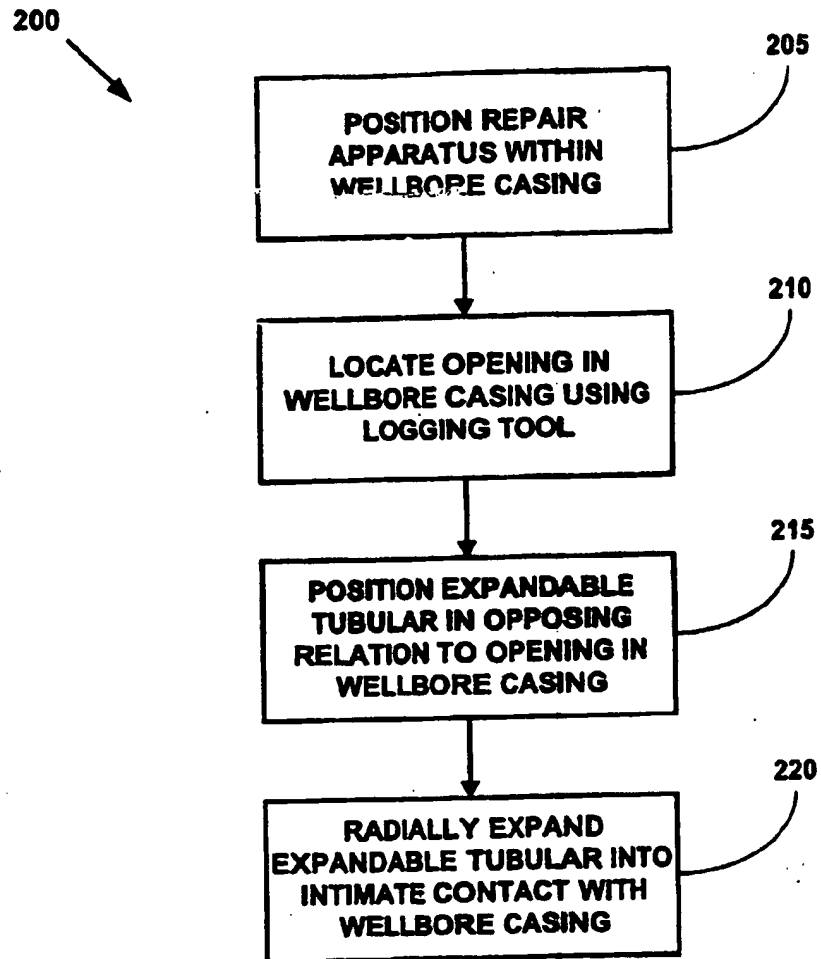 200
205
POSITION REPAIR
APPARATUS WITHIN
WELLBORE CASING
210
LOCATE OPENING IN
WELLBORE CASING USING
LOGGING TOOL
215
POSITION EXPANDABLE
TUBULAR IN OPPOSING
RELATION TO OPENING IN
WELLBORE CASING
220
RADIALLY EXPAND
EXPANDABLE TUBULAR INTO
INTIMATE CONTACT WITH
WELLBORE CASING